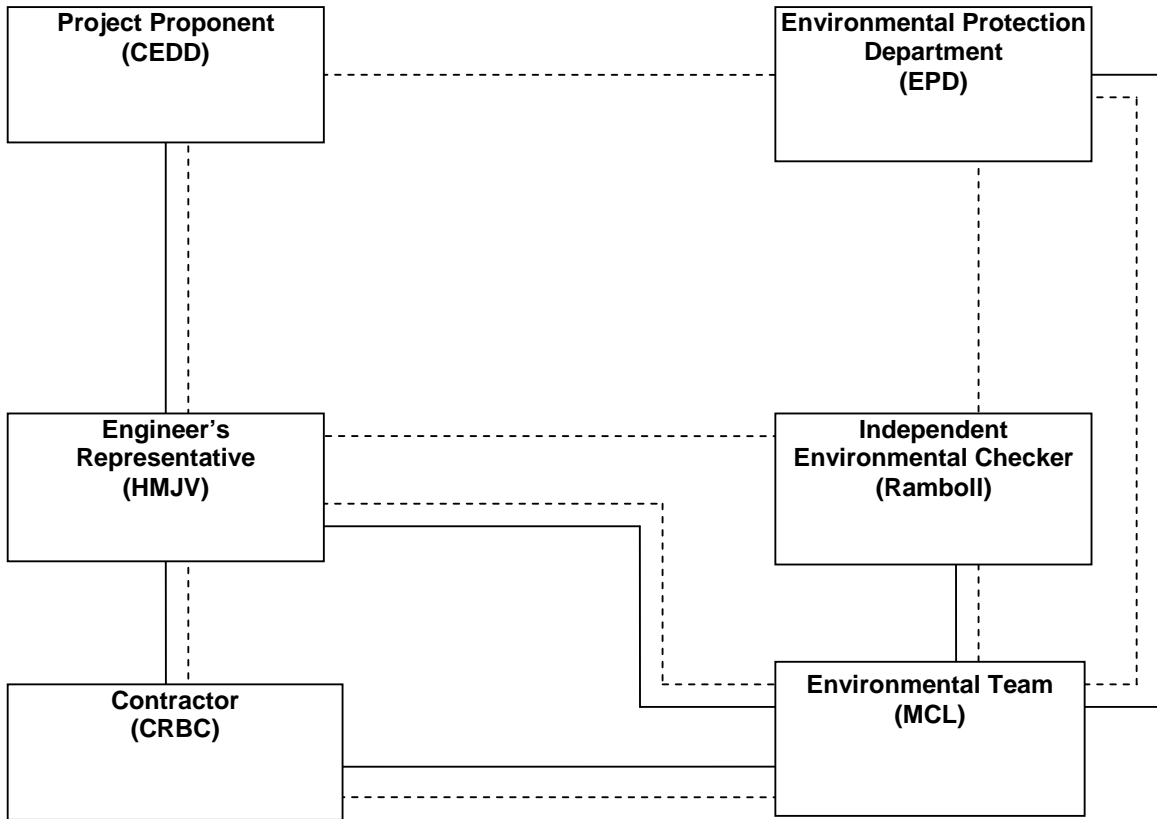 Project Proponent
(CEDD)
Environmental Protection
Department
(EPD)
Engineer’s
Representative
(HMJV)
Independent
Environmental Checker
(Ramboll)
Contractor
(CRBC)
Environmental Team
(MCL)